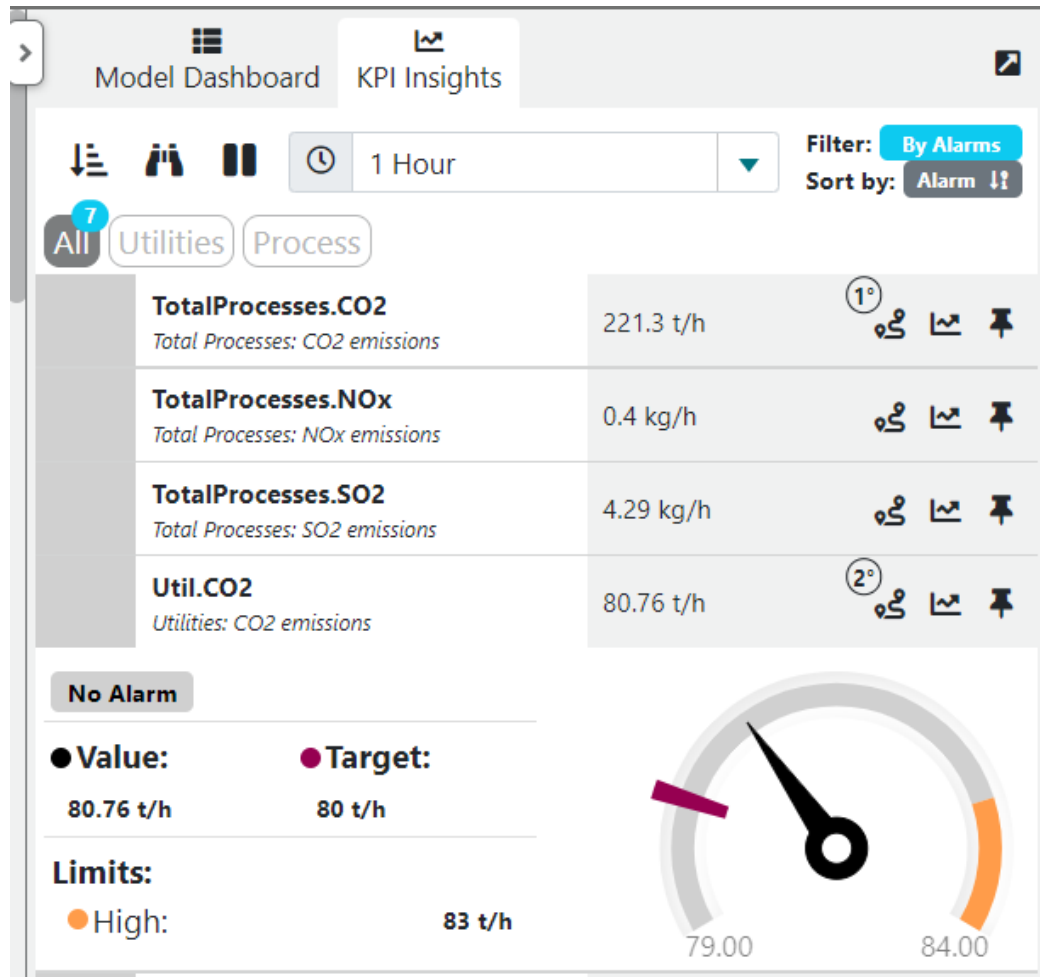 Model Dashboard
KPI Insights
1 Hour
Filter: By Alarms
Sort by: Alarm
All 7 Utilities Process
TotalProcesses.CO2
Total Processes: CO2 emissions
221.3 t/h
1°
TotalProcesses.NOx
Total Processes: NOx emissions
0.4 kg/h
TotalProcesses.SO2
Total Processes: SO2 emissions
4.29 kg/h
Util.CO2
Utilities: CO2 emissions
80.76 t/h
2°
No Alarm
Value: Target:
80.76 t/h 80 t/h
Limits:
High: 83 t/h
79.00 84.00